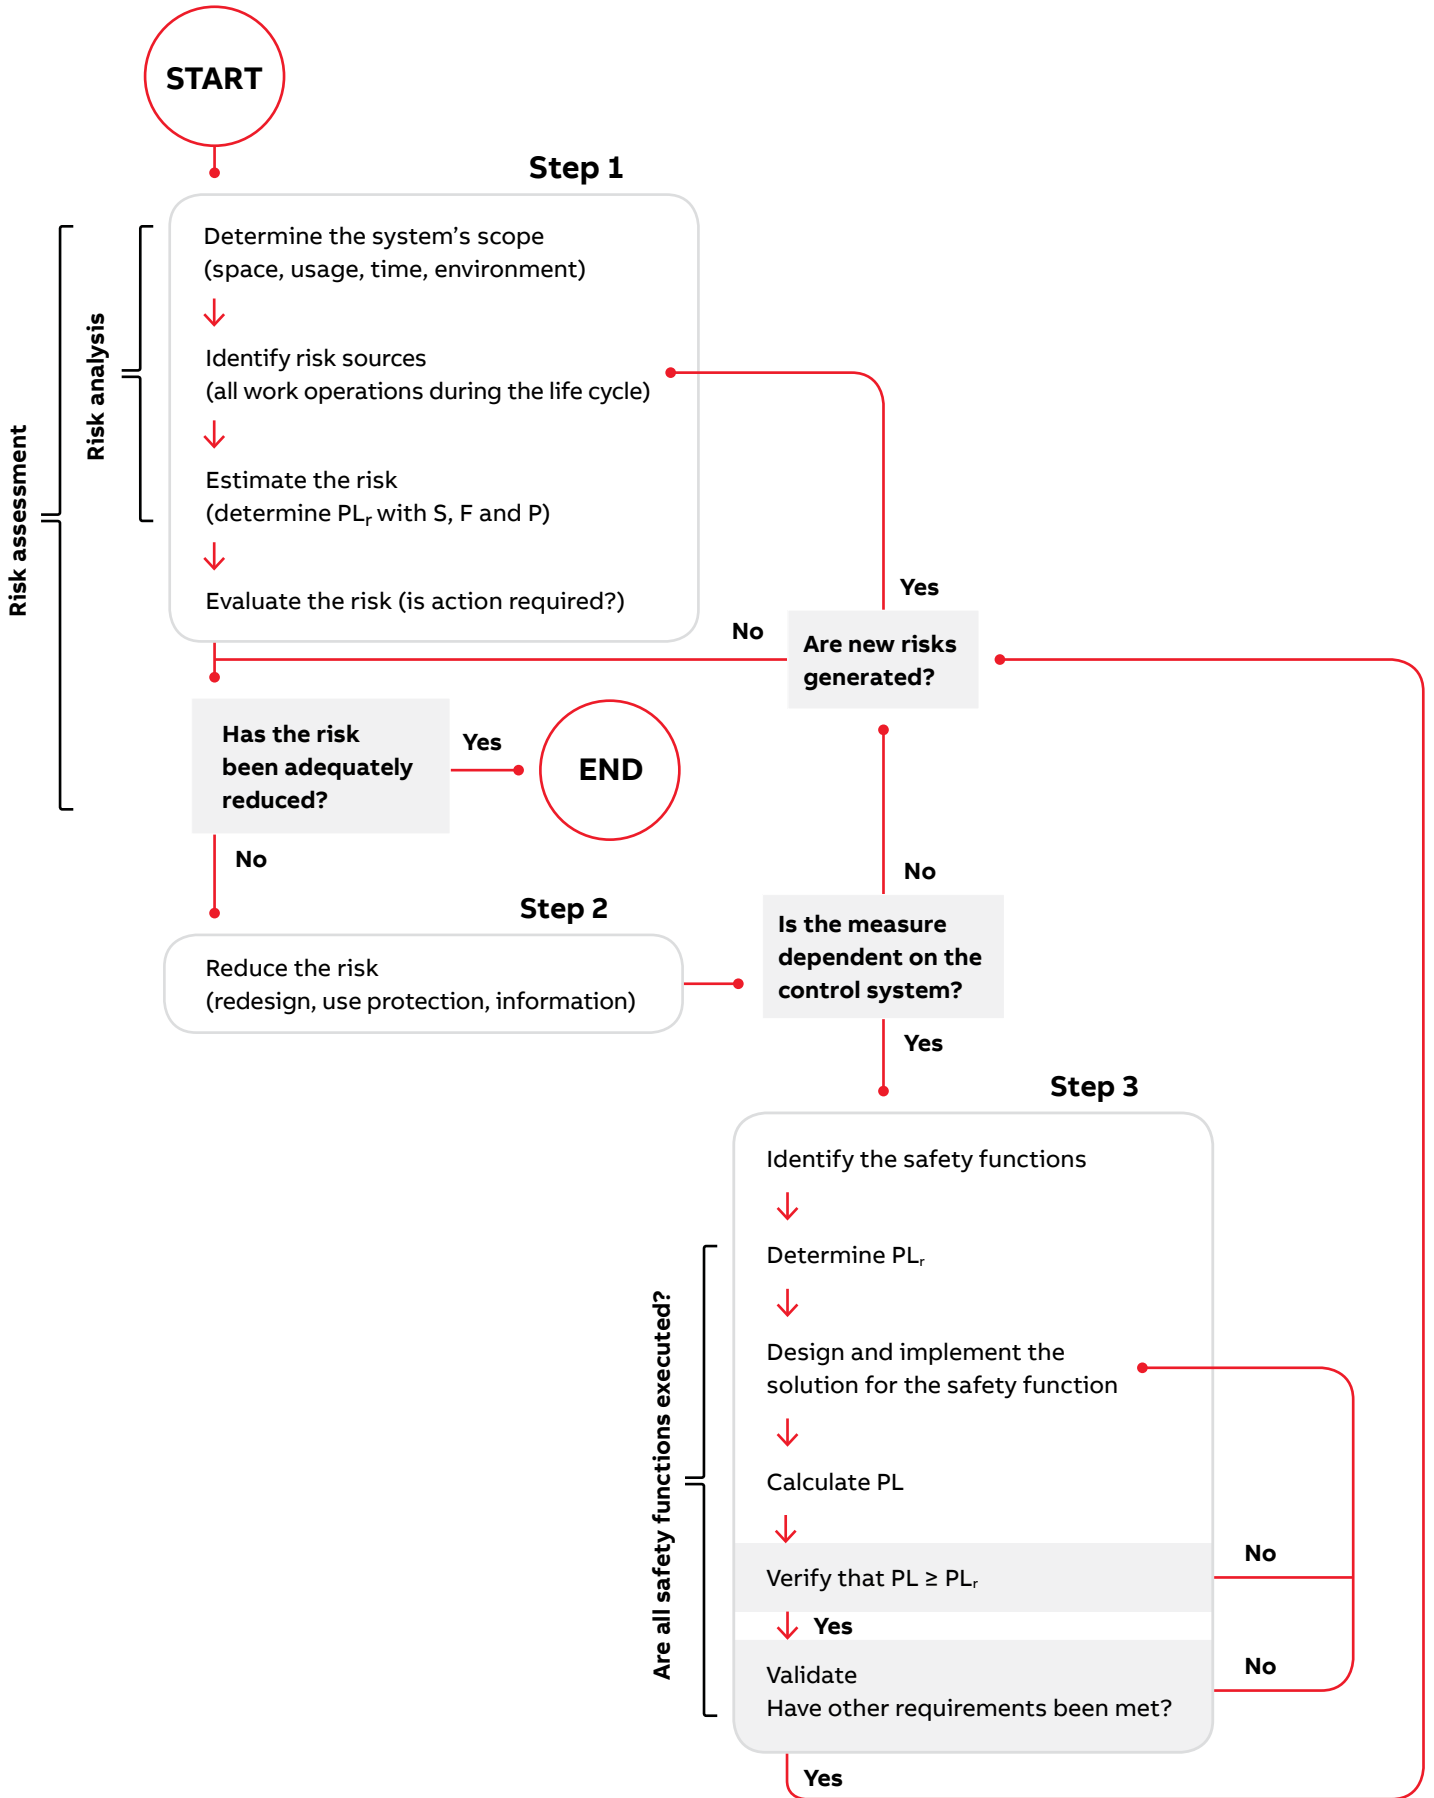 START
Step 1
Determine the system’s scope
(space, usage, time, environment)
Identify risk sources
(all work operations during the life cycle)
Estimate the risk
(determine PLr with S, F and P)
Evaluate the risk (is action required?)
Risk analysis
Risk assessment
Yes
No
Are new risks
generated?
Has the risk
been adequately
reduced?
Yes
END
No
No
Step 2
Reduce the risk
(redesign, use protection, information)
Is the measure
dependent on the
control system?
Yes
Step 3
Identify the safety functions
Determine PLr
Design and implement the
solution for the safety function
Calculate PL
Verify that PL ≥ PLr
No
Yes
Validate
Have other requirements been met?
No
Yes
Are all safety functions executed?